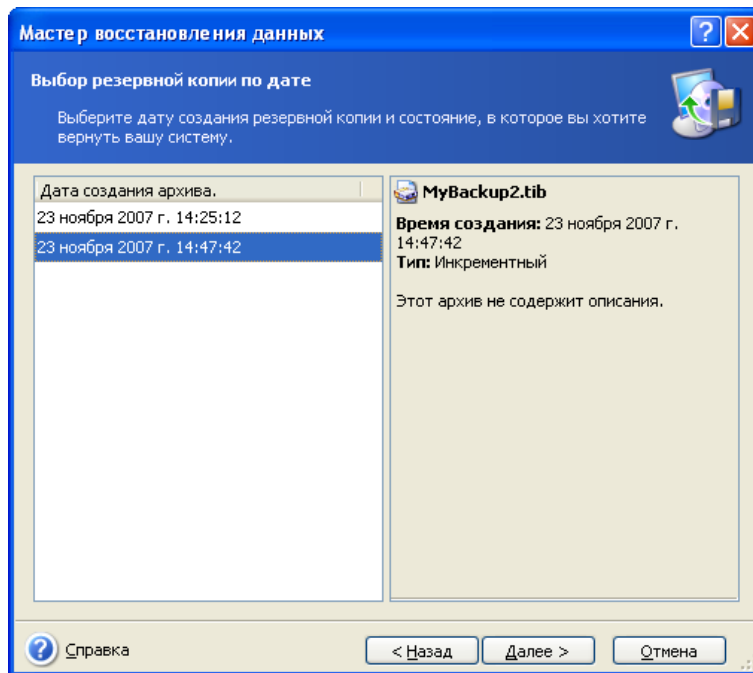 Мастер восстановления данных
Выбор резервной копии по дате
Выберите дату создания резервной копии и состояние, в которое вы хотите
вернуть вашу систему.
Дата создания архива.
23 ноября 2007 г. 14:25:12
23 ноября 2007 г. 14:47:42
MyBackup2.tib
Время создания: 23 ноября 2007 г.
14:47:42
Тип: Инкрементный
Этот архив не содержит описания.
Справка
< Назад
Далее >
Отмена